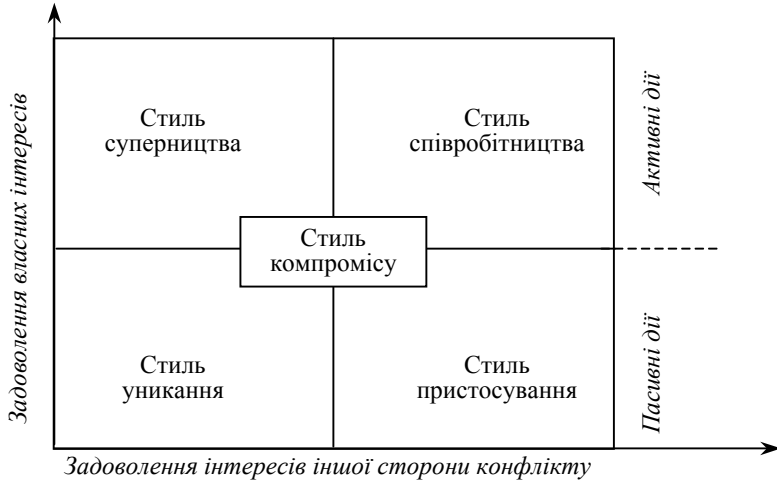 Задоволення власних інтересів
Стиль
суперництва
Стиль
співробітництва
Активні дії
Стиль
компромісу
Стиль
уникання
Стиль
пристосування
Пасивні дії
Задоволення інтересів іншої сторони конфлікту